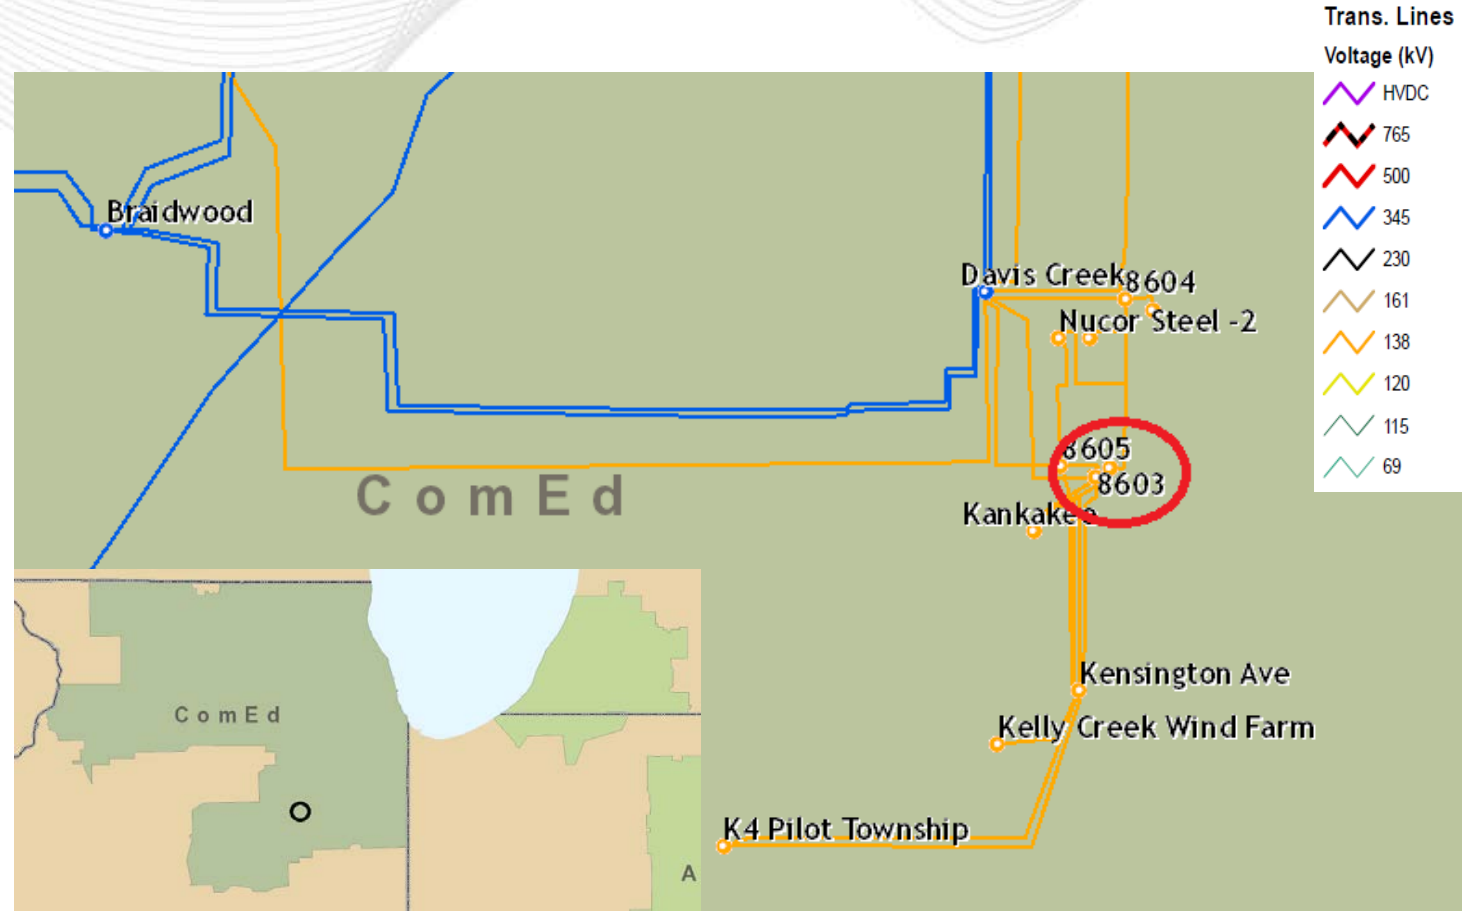 Trans. Lines
Voltage (kV)
HVDC
765
500
345
230
161
138
120
115
69
Braidwood
Davis Creek
8604
Nucor Steel -2
8605
8603
ComEd
Kankakee
Kensington Ave
Kelly Creek Wind Farm
K4 Pilot Township
ComEd
A